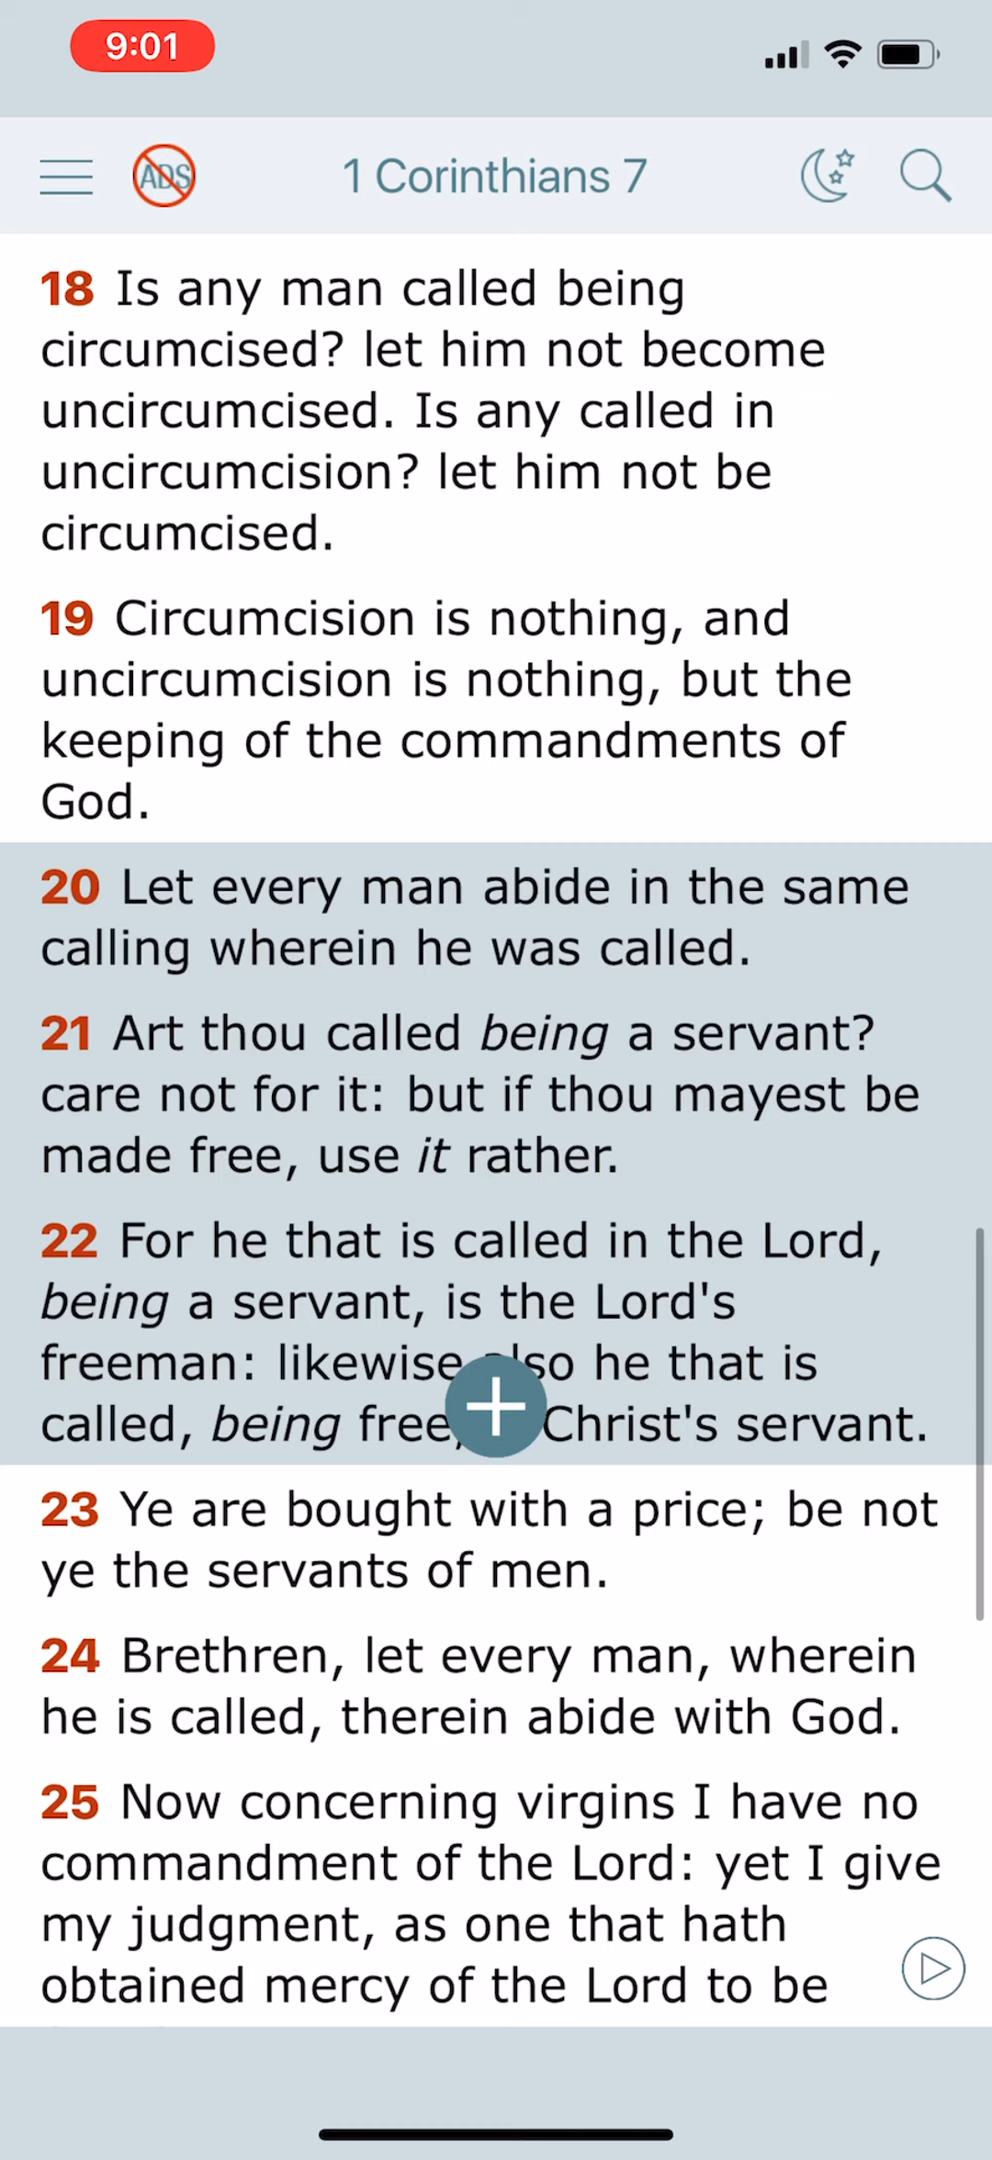 9:01
ADS
1 Corinthians 7
18 Is any man called being
circumcised? let him not become
uncircumcised. Is any called in
uncircumcision? let him not be
circumcised.
19 Circumcision is nothing, and
uncircumcision is nothing, but the
keeping of the commandments of
God.
20 Let every man abide in the same
calling wherein he was called.
21 Art thou called being a servant?
care not for it: but if thou mayest be
made free, use it rather.
22 For he that is called in the Lord,
being a servant, is the Lord's
freeman: likewise also he that is
called, being free, Christ's servant.
23 Ye are bought with a price; be not
ye the servants of men.
24 Brethren, let every man, wherein
he is called, therein abide with God.
25 Now concerning virgins I have no
commandment of the Lord: yet I give
my judgment, as one that hath
obtained mercy of the Lord to be